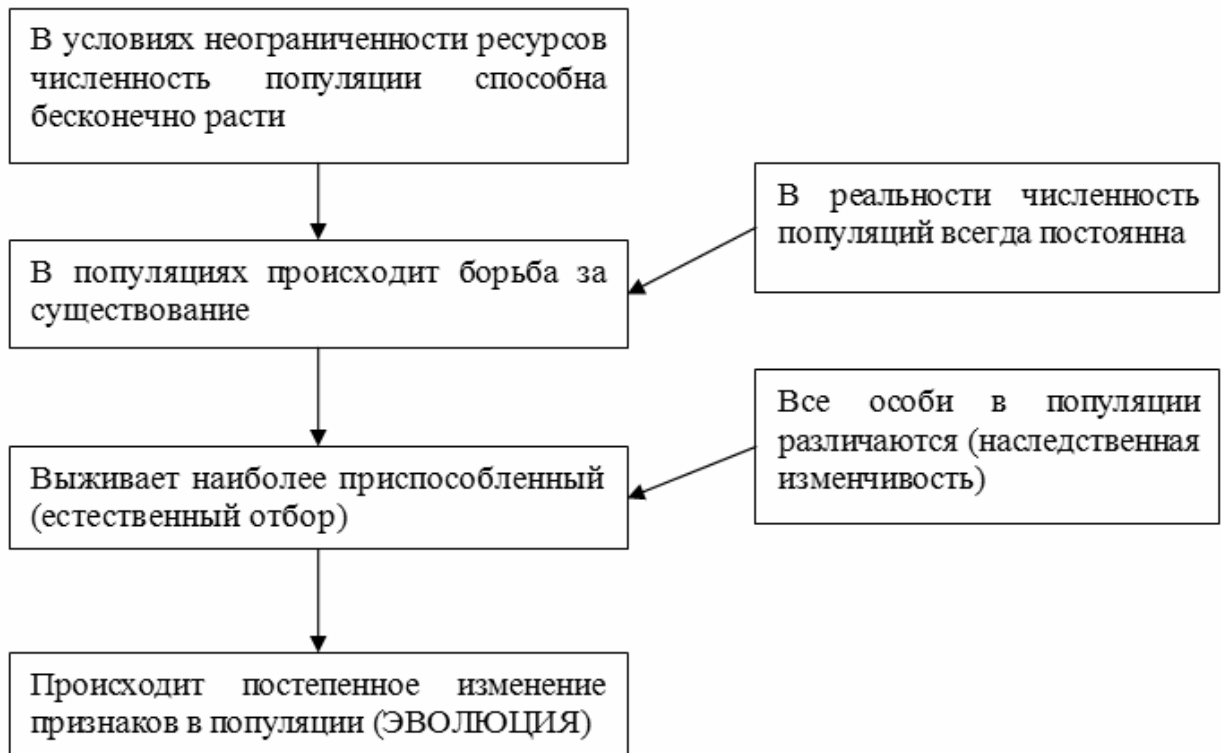 В условиях неограниченности ресурсов
численность популяции способна
бесконечно расти
В реальности численность
популяций всегда постоянна
В популяциях происходит борьба за
существование
Все особи в популяции
различаются (наследственная
изменчивость)
Выживает наиболее приспособленный
(естественный отбор)
Происходит постепенное изменение
признаков в популяции (ЭВОЛЮЦИЯ)